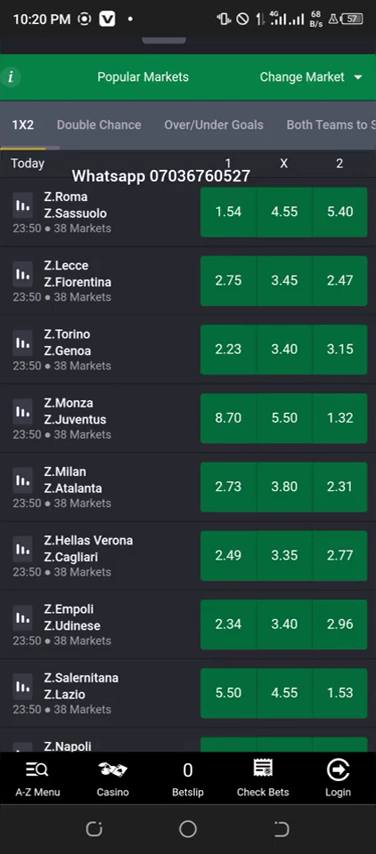 10:20 PM
68 B/s 57
Popular Markets Change Market
1X2 Double Chance Over/Under Goals Both Teams to S
Today 1 X 2
Whatsapp 07036760527
Z.Roma
Z.Sassuolo
23:50 ● 38 Markets
1.54 4.55 5.40
Z.Lecce
Z.Fiorentina
23:50 ● 38 Markets
2.75 3.45 2.47
Z.Torino
Z.Genoa
23:50 ● 38 Markets
2.23 3.40 3.15
Z.Monza
Z.Juventus
23:50 ● 38 Markets
8.70 5.50 1.32
Z.Milan
Z.Atalanta
23:50 ● 38 Markets
2.73 3.80 2.31
Z.Hellas Verona
Z.Cagliari
23:50 ● 38 Markets
2.49 3.35 2.77
Z.Empoli
Z.Udinese
23:50 ● 38 Markets
2.34 3.40 2.96
Z.Salernitana
Z.Lazio
23:50 ● 38 Markets
5.50 4.55 1.53
Z.Napoli
0
A-Z Menu Casino Betslip Check Bets Login